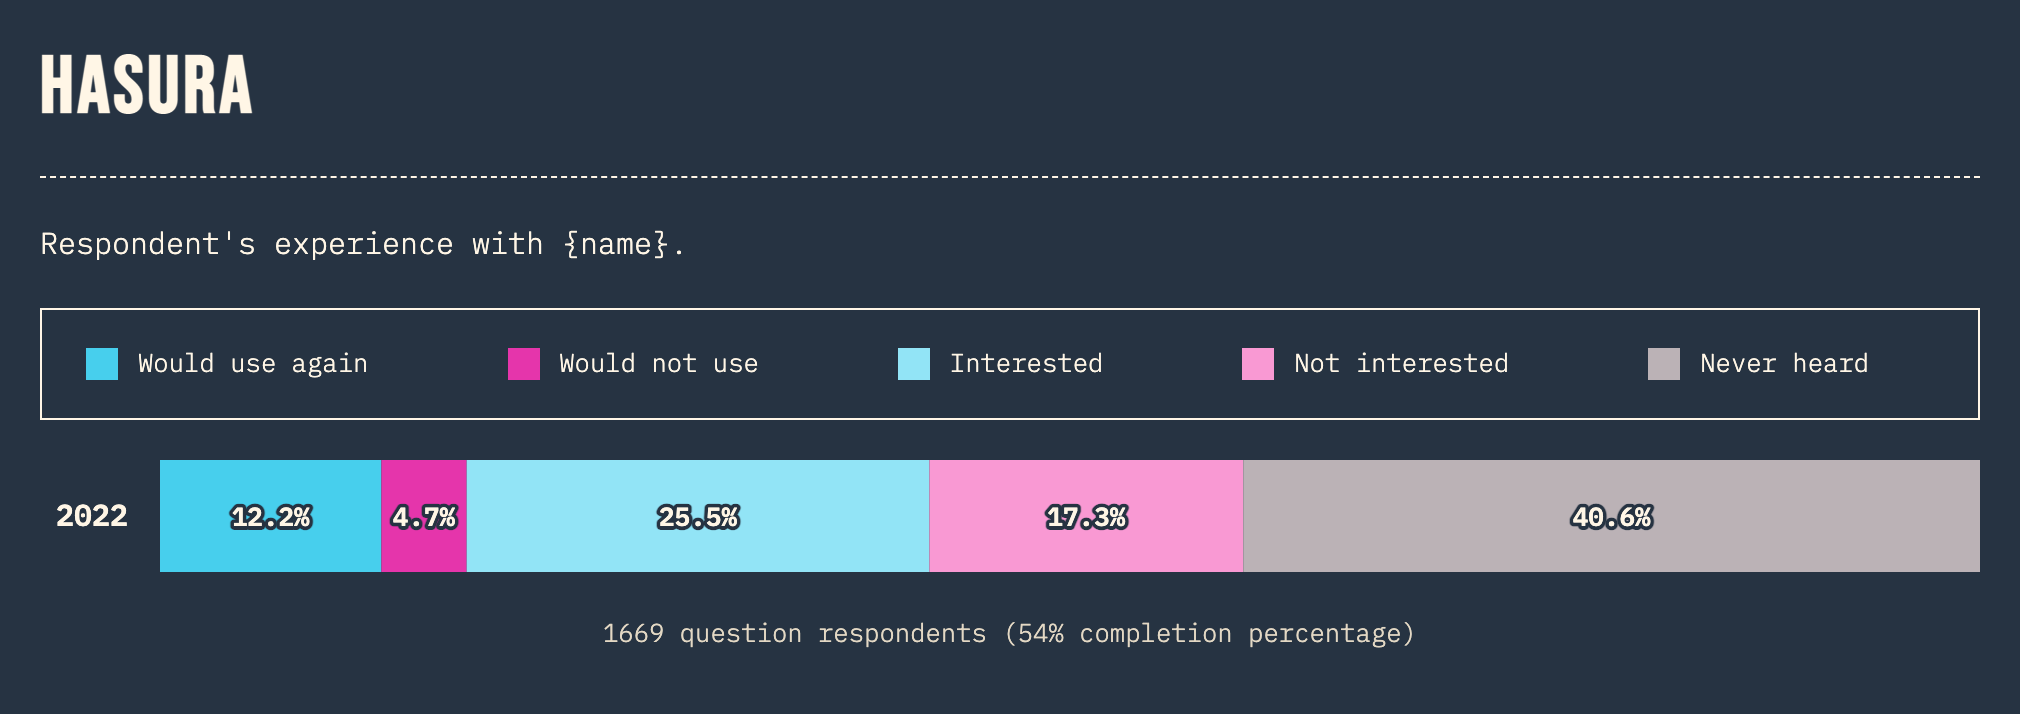 HASURA
Respondent's experience with {name}.
Would use again Would not use Interested Not interested Never heard
2022 12.2% 4.7% 25.5% 17.3% 40.6%
1669 question respondents (54% completion percentage)